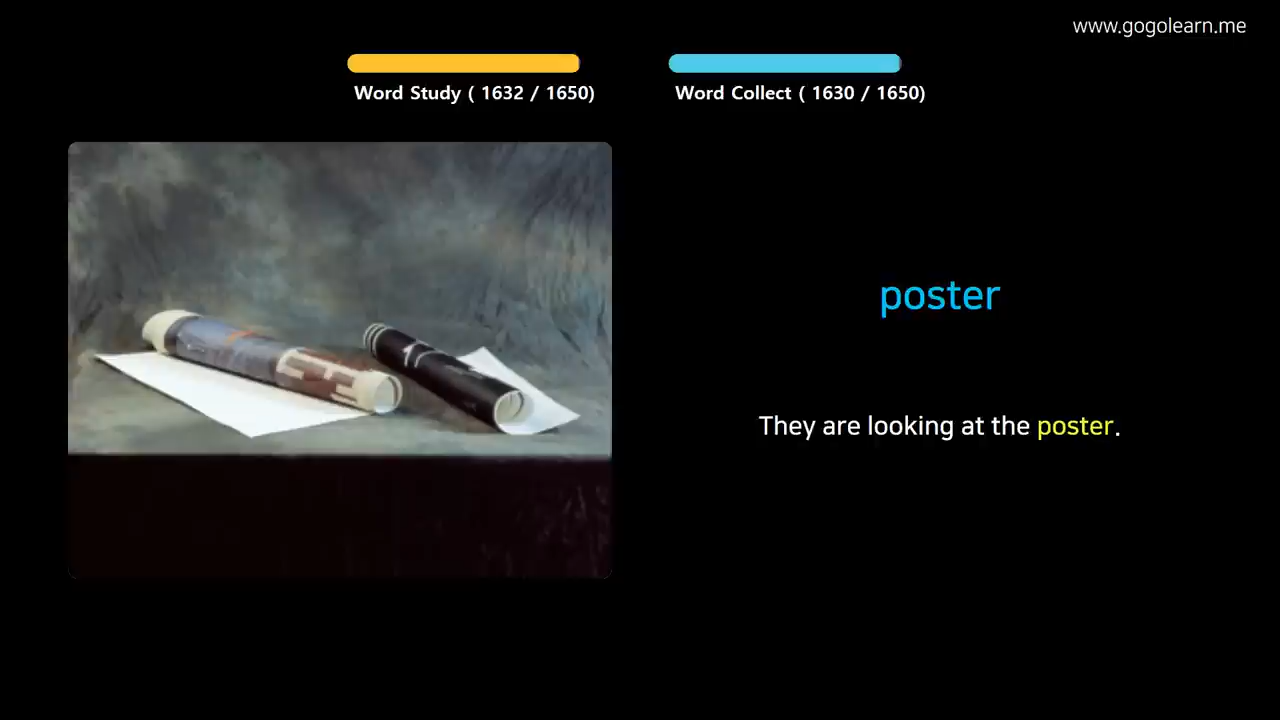 www.gogolearn.me
Word Study ( 1632 / 1650)
Word Collect ( 1630 / 1650)
poster
They are looking at the poster.